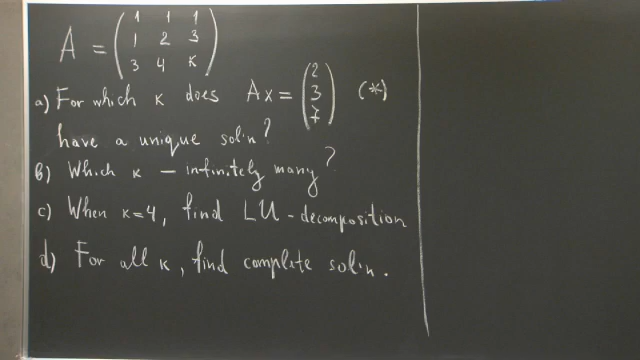 A = ( 1 1 1
1 2 3
3 4 k )
a) For which k does Ax = ( 2 3 7 ) (*)
have a unique sol'n?
b) Which k – infinitely many?
c) When k=4, find LU-decomposition
d) For all k, find complete sol'n.